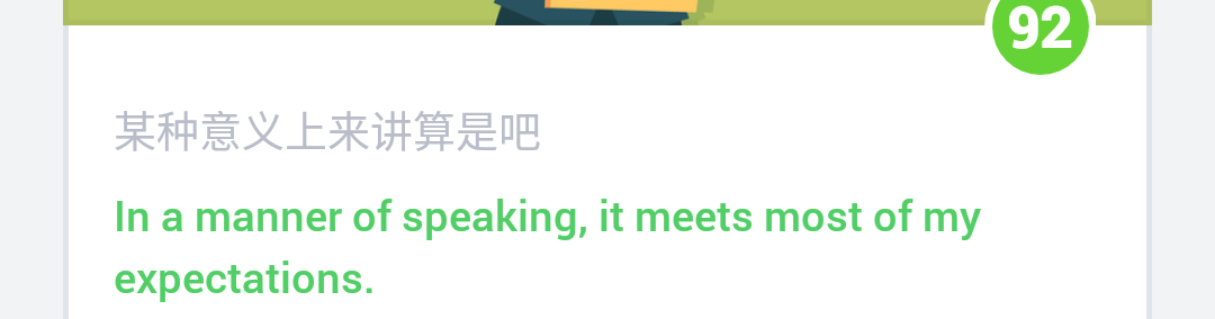 92
某种意义上来讲算是吧
In a manner of speaking, it meets most of my
expectations.